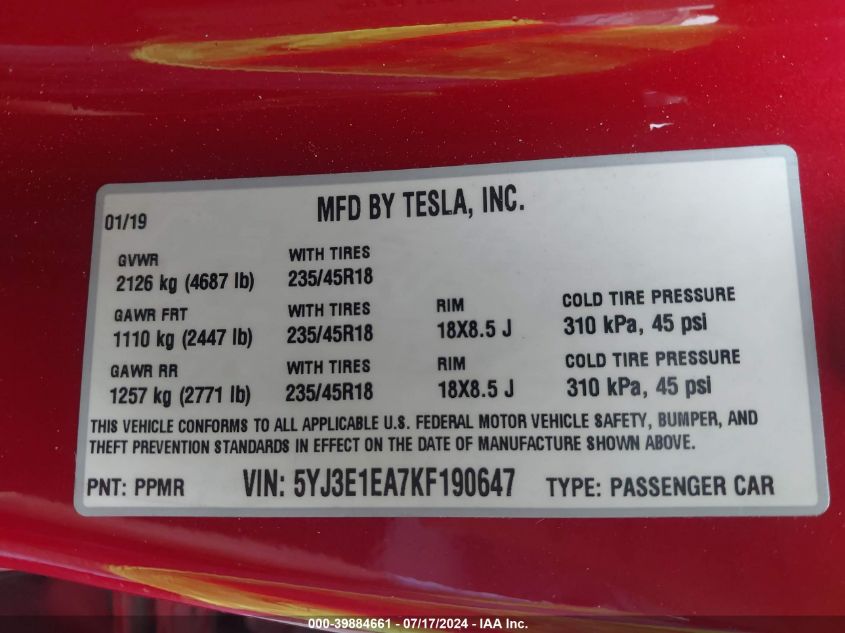 MFD BY TESLA, INC.
01/19
GVWR WITH TIRES
2126 kg (4687 lb) 235/45R18
GAWR FRT WITH TIRES RIM COLD TIRE PRESSURE
1110 kg (2447 lb) 235/45R18 18X8.5 J 310 kPa, 45 psi
GAWR RR WITH TIRES RIM COLD TIRE PRESSURE
1257 kg (2771 lb) 235/45R18 18X8.5 J 310 kPa, 45 psi
THIS VEHICLE CONFORMS TO ALL APPLICABLE U.S. FEDERAL MOTOR VEHICLE SAFETY, BUMPER, AND
THEFT PREVENTION STANDARDS IN EFFECT ON THE DATE OF MANUFACTURE SHOWN ABOVE.
PNT: PPMR VIN: 5YJ3E1EA7KF190647 TYPE: PASSENGER CAR
000-39884661 - 07/17/2024 - IAA Inc.